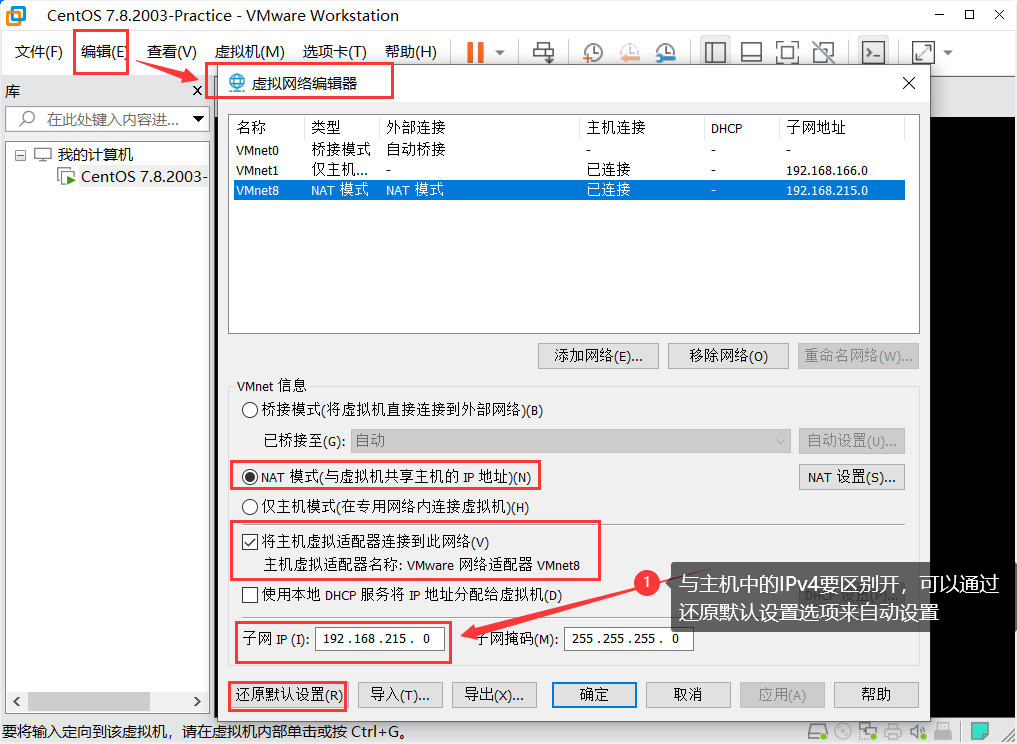 CentOS 7.8.2003-Practice - VMware Workstation
文件(F) 编辑(E 查看(V) 虚拟机(M) 选项卡(T) 帮助(H)
库
虚拟网络编辑器
在此处键入内容进...
我的计算机
CentOS 7.8.2003-
名称 类型 外部连接 主机连接 DHCP 子网地址
VMnet0 桥接模式 自动桥接 - - -
VMnet1 仅主机... - 已连接 - 192.168.166.0
VMnet8 NAT 模式 NAT 模式 已连接 - 192.168.215.0
添加网络(E)... 移除网络(O) 重命名网络(W)...
VMnet 信息
桥接模式(将虚拟机直接连接到外部网络)(B)
已桥接至(G): 自动 自动设置(U)...
NAT 模式(与虚拟机共享主机的 IP 地址)(N) NAT 设置(S)...
仅主机模式(在专用网络内连接虚拟机)(H)
将主机虚拟适配器连接到此网络(V)
主机虚拟适配器名称: VMware 网络适配器 VMnet8
使用本地 DHCP 服务将 IP 地址分配给虚拟机(D)
1
与主机中的IPv4要区别开，可以通过
还原默认设置选项来自动设置
子网 IP (I): 192.168.215. 0 子网掩码(M): 255.255.255. 0
还原默认设置(R) 导入(T)... 导出(X)... 确定 取消 应用(A) 帮助
要将输入定向到该虚拟机，请在虚拟机内部单击或按 Ctrl+G。